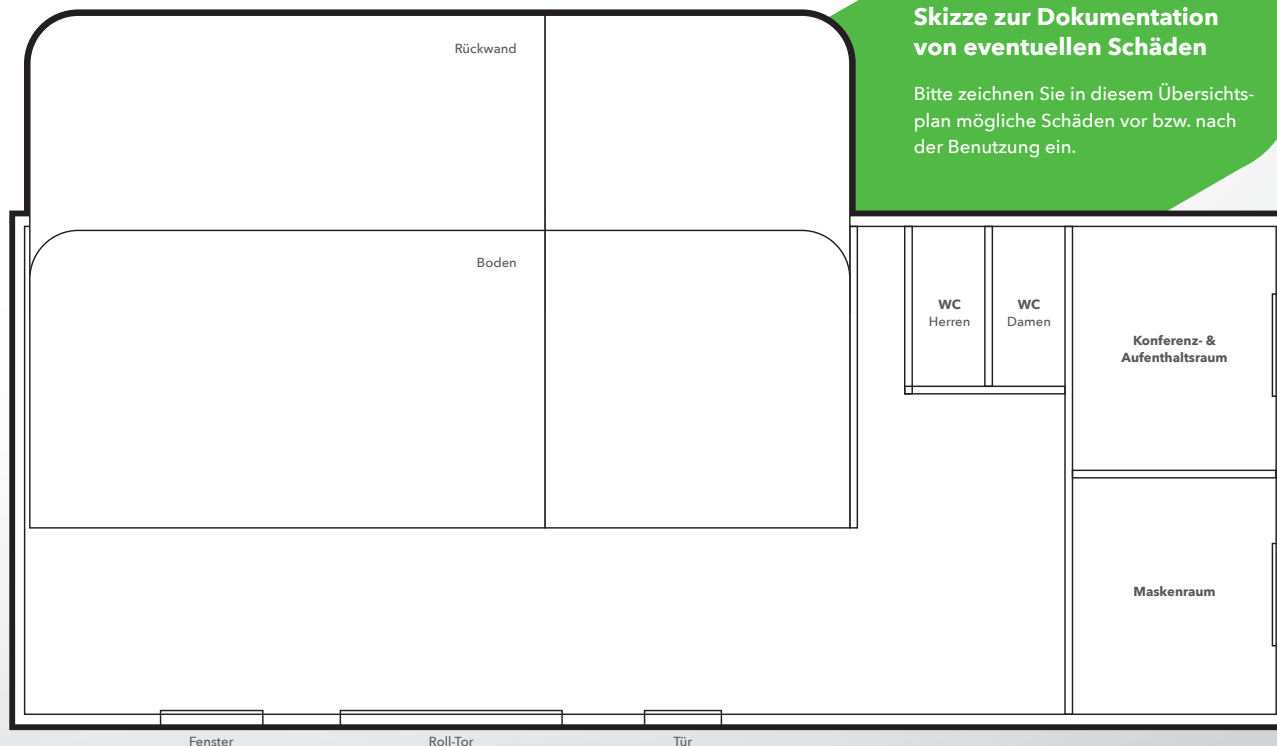 Skizze zur Dokumentation
von eventuellen Schäden
Bitte zeichnen Sie in diesem Übersichts-
plan mögliche Schäden vor bzw. nach
der Benutzung ein.
Rückwand
Boden
WC
Herren
WC
Damen
Konferenz- &
Aufenthaltsraum
Maskenraum
Fenster
Roll-Tor
Tür